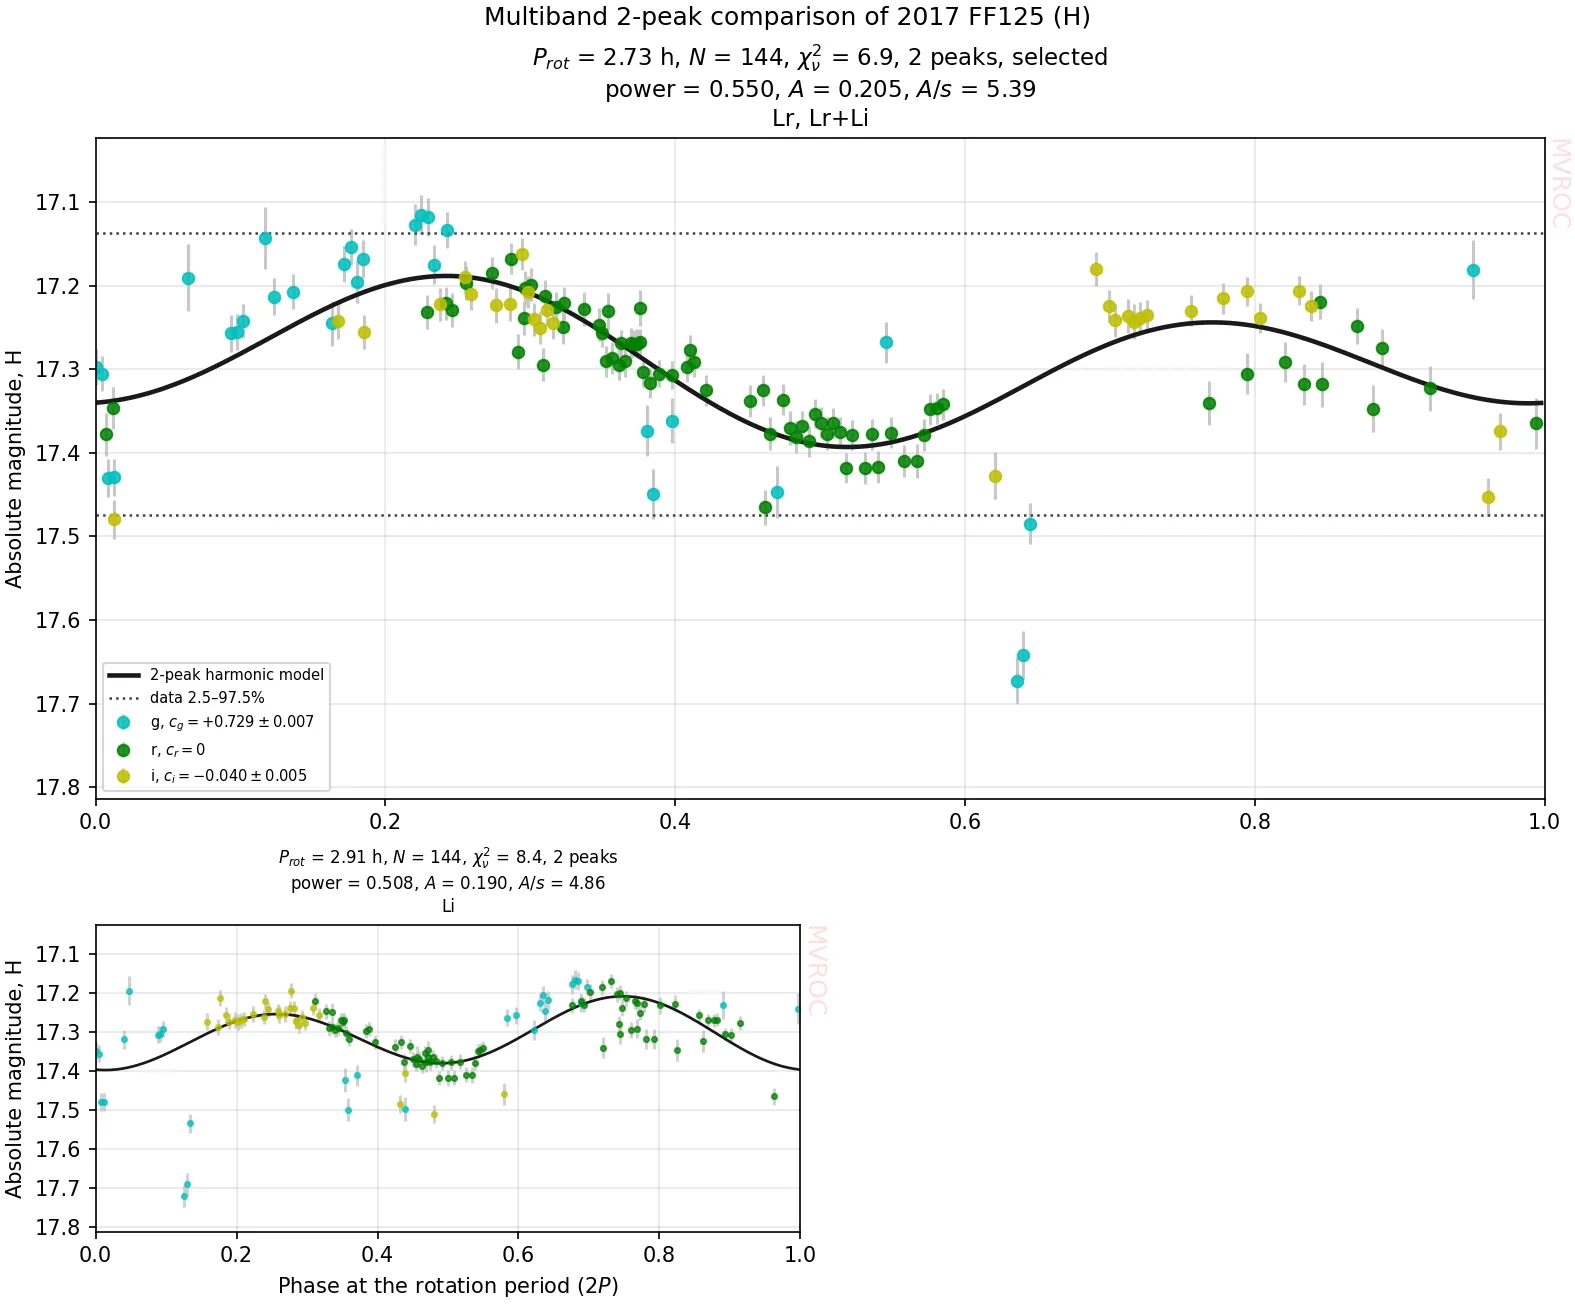 Multiband 2-peak comparison of 2017 FF125 (H)
P_rot = 2.73 h, N = 144, χ²_ν = 6.9, 2 peaks, selected
power = 0.550, A = 0.205, A/s = 5.39
Lr, Lr+Li
MVROC
Absolute magnitude, H
17.1
17.2
17.3
17.4
17.5
17.6
17.7
17.8
2-peak harmonic model
data 2.5–97.5%
g, c_g = +0.729 ± 0.007
r, c_r = 0
i, c_i = −0.040 ± 0.005
0.0 0.2 0.4 0.6 0.8 1.0
P_rot = 2.91 h, N = 144, χ²_ν = 8.4, 2 peaks
power = 0.508, A = 0.190, A/s = 4.86
Li
MVROC
Absolute magnitude, H
17.1
17.2
17.3
17.4
17.5
17.6
17.7
17.8
0.0 0.2 0.4 0.6 0.8 1.0
Phase at the rotation period (2P)